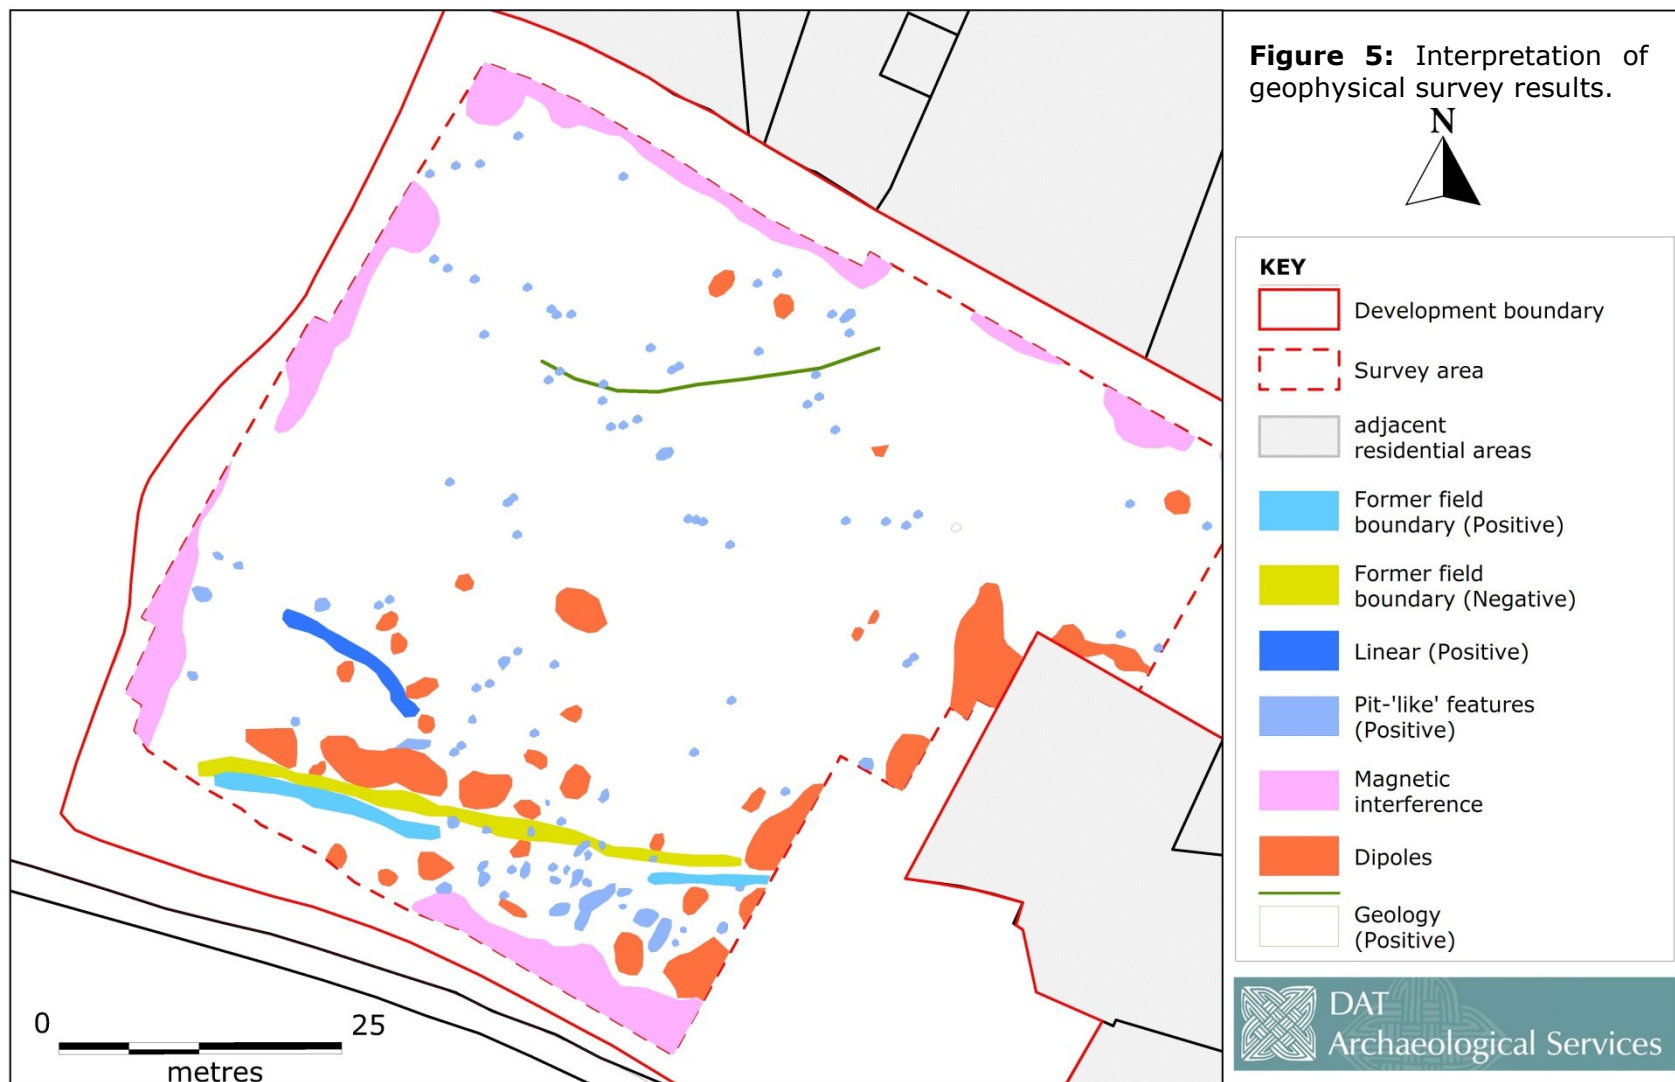 Figure 5: Interpretation of
geophysical survey results.
N
KEY
Development boundary
Survey area
adjacent
residential areas
Former field
boundary (Positive)
Former field
boundary (Negative)
Linear (Positive)
Pit-'like' features
(Positive)
Magnetic
interference
Dipoles
Geology
(Positive)
0 25
metres
DAT
Archaeological Services